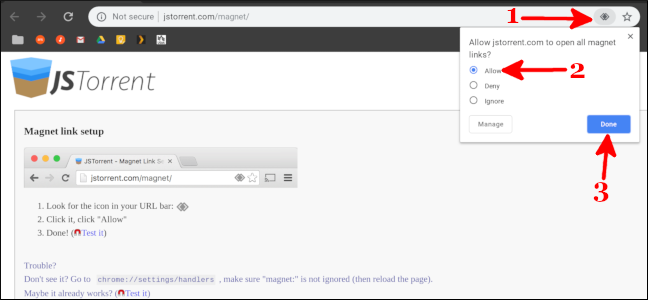 Not secure | jstorrent.com/magnet/
1
Allow jstorrent.com to open all magnet
links?
Allow
2
Deny
Ignore
Manage
Done
3
JSTorrent
Magnet link setup
JSTorrent - Magnet Link Se
jstorrent.com/magnet/
1. Look for the icon in your URL bar:
2. Click it, click "Allow"
3. Done! (Test it)
Trouble?
Don't see it? Go to chrome://settings/handlers , make sure "magnet:" is not ignored (then reload the page).
Maybe it already works? (Test it)